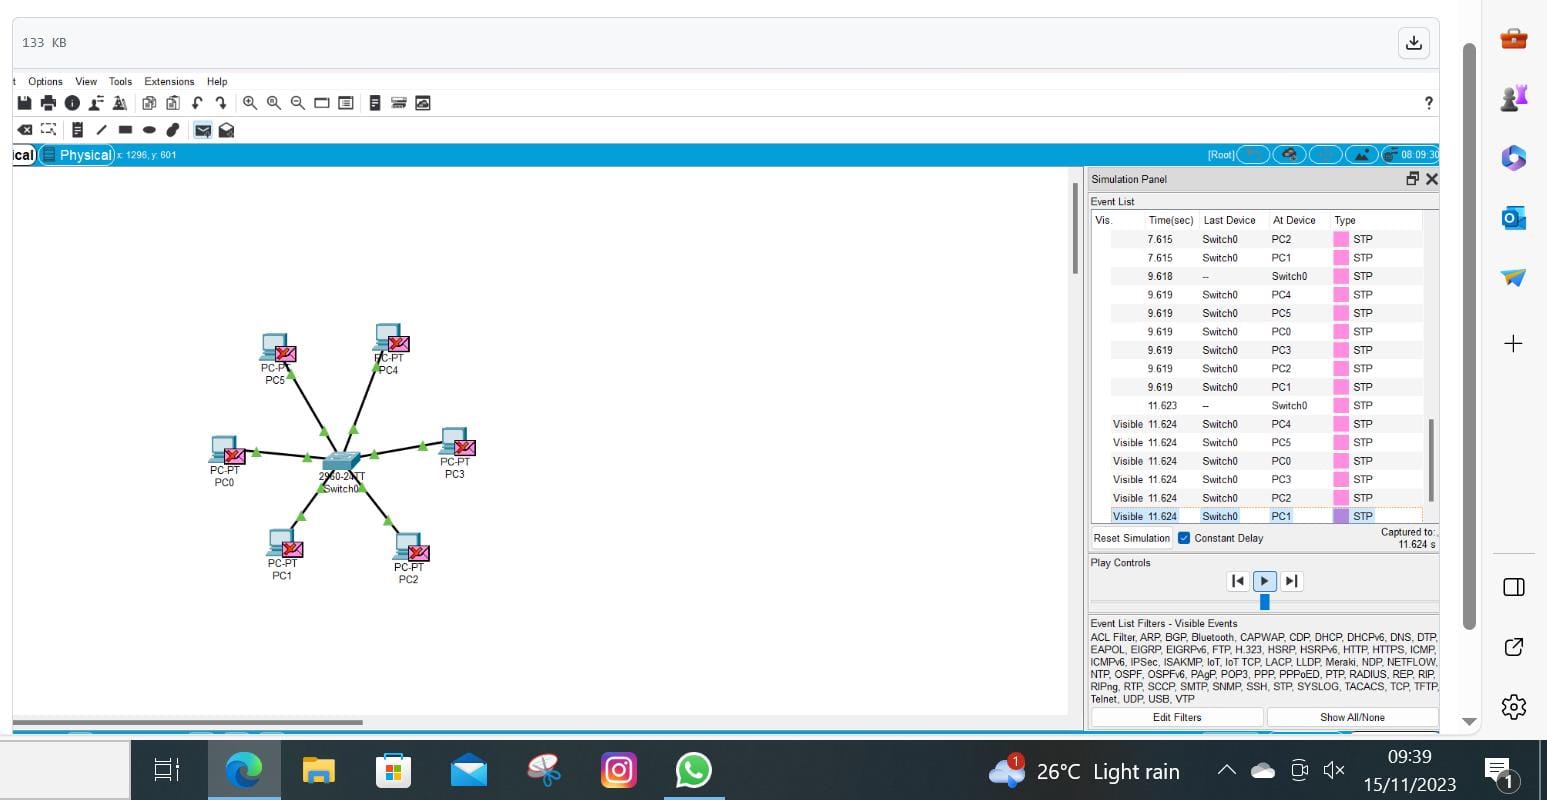 133 KB
t Options View Tools Extensions Help
?
ical Physical x: 1296, y: 601 [Root] 08:09:30
Simulation Panel
Event List
Vis. Time(sec) Last Device At Device Type
7.615 Switch0 PC2 STP
7.615 Switch0 PC1 STP
9.618 -- Switch0 STP
9.619 Switch0 PC4 STP
9.619 Switch0 PC5 STP
9.619 Switch0 PC0 STP
9.619 Switch0 PC3 STP
9.619 Switch0 PC2 STP
9.619 Switch0 PC1 STP
11.623 -- Switch0 STP
Visible 11.624 Switch0 PC4 STP
Visible 11.624 Switch0 PC5 STP
Visible 11.624 Switch0 PC0 STP
Visible 11.624 Switch0 PC3 STP
Visible 11.624 Switch0 PC2 STP
Visible 11.624 Switch0 PC1 STP
Reset Simulation Constant Delay Captured to:
11.624 s
Play Controls
Event List Filters - Visible Events
ACL Filter, ARP, BGP, Bluetooth, CAPWAP, CDP, DHCP, DHCPv6, DNS, DTP,
EAPOL, EIGRP, EIGRPv6, FTP, H.323, HSRP, HSRPv6, HTTP, HTTPS, ICMP,
ICMPv6, IPSec, ISAKMP, IoT, IoT TCP, LACP, LLDP, Meraki, NDP, NETFLOW,
NTP, OSPF, OSPFv6, PAgP, POP3, PPP, PPPoED, PTP, RADIUS, REP, RIP,
RIPng, RTP, SCCP, SMTP, SNMP, SSH, STP, SYSLOG, TACACS, TCP, TFTP,
Telnet, UDP, USB, VTP
Edit Filters Show All/None
PC-PT
PC5
PC-PT
PC4
PC-PT
PC0
2960-24TT
Switch0
PC-PT
PC3
PC-PT
PC1
PC-PT
PC2
1 26°C Light rain
09:39
15/11/2023
1